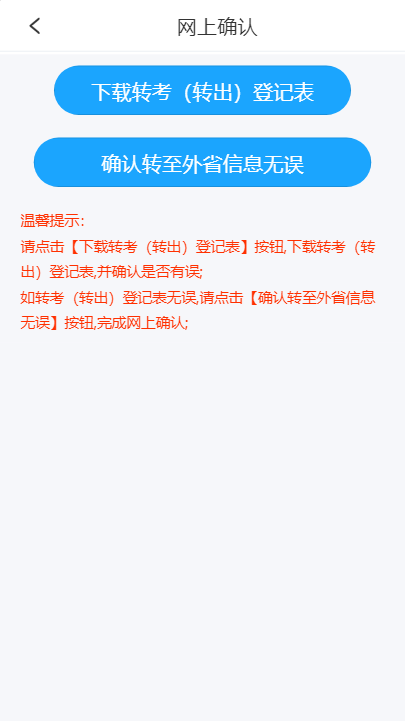 网上确认
下载转考（转出）登记表
确认转至外省信息无误
温馨提示：
请点击【下载转考（转出）登记表】按钮,下载转考（转
出）登记表,并确认是否有误;
如转考（转出）登记表无误,请点击【确认转至外省信息
无误】按钮,完成网上确认;